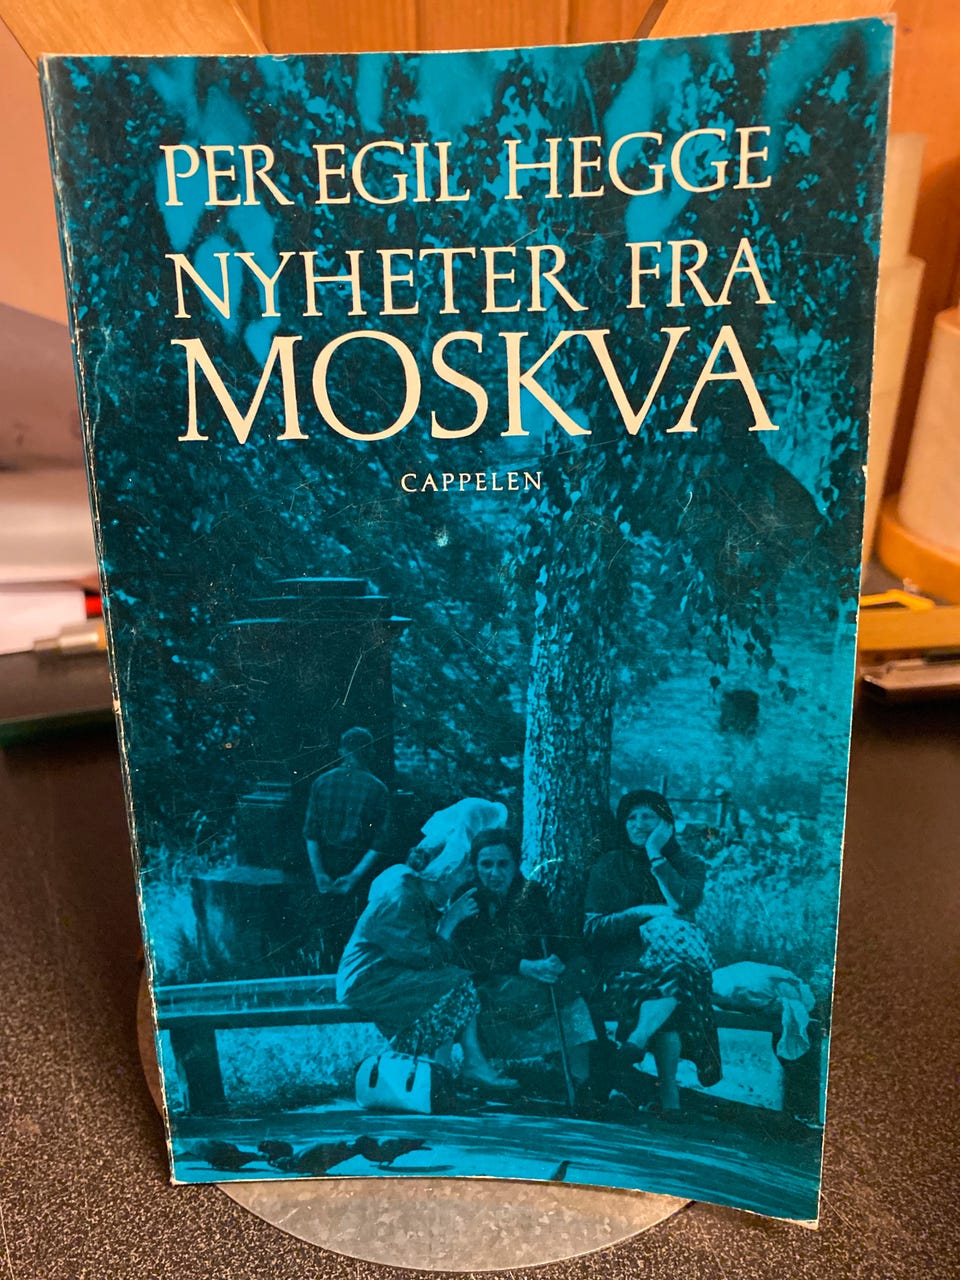 PER EGIL HEGGE
NYHETER FRA
MOSKVA
CAPPELEN